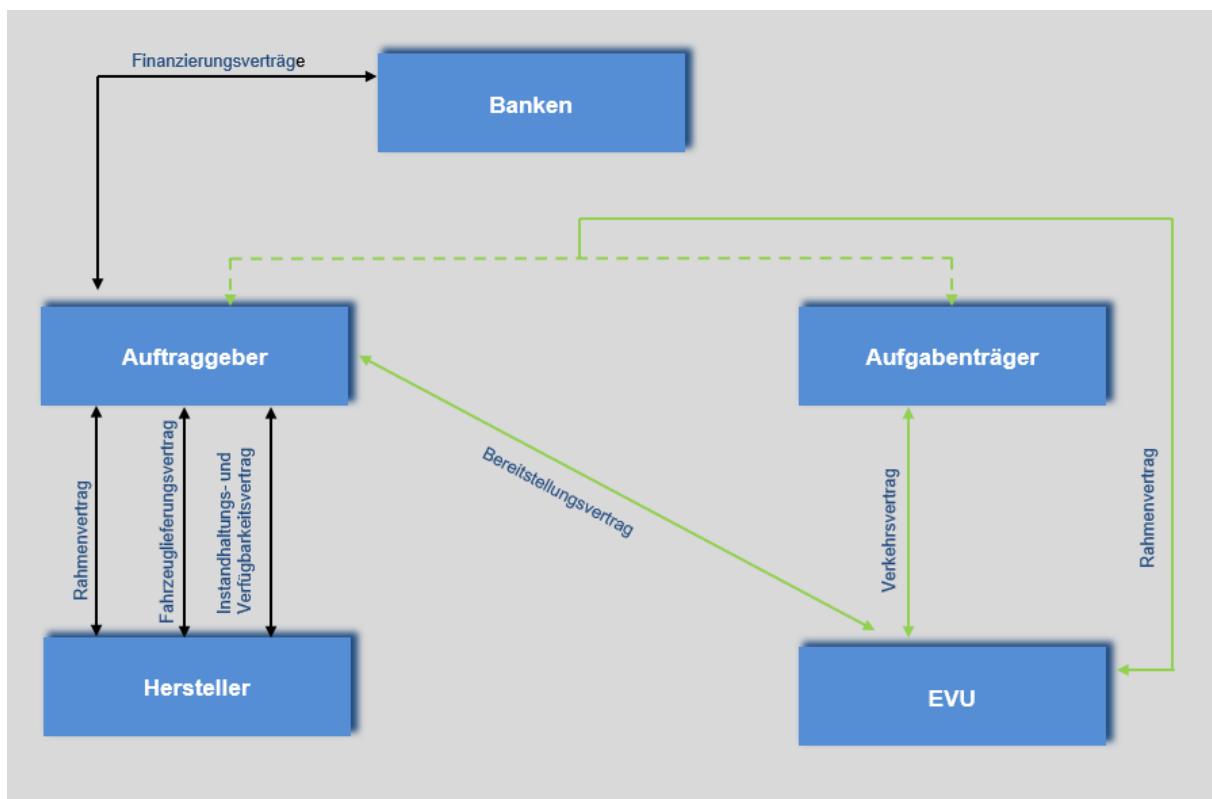 Finanzierungsverträge
Banken
Auftraggeber
Aufgabenträger
Rahmenvertrag
Fahrzeuglieferungsvertrag
Instandhaltungs- und
Verfügbarkeitsvertrag
Bereitstellungsvertrag
Verkehrsvertrag
Rahmenvertrag
Hersteller
EVU